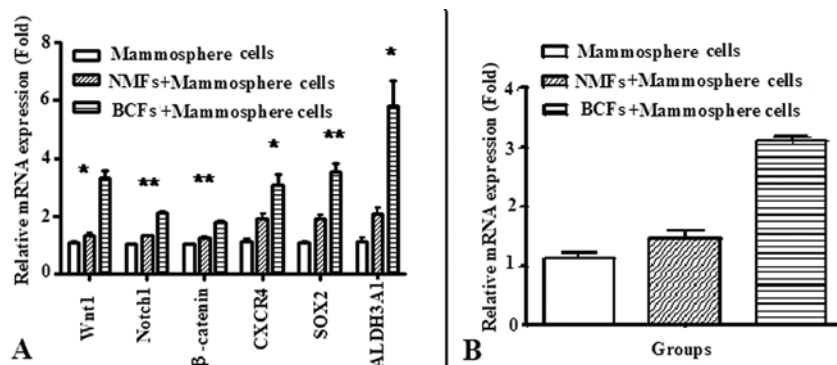 Relative mRNA expression (Fold)
8
6
4
2
0
Mammosphere cells
NMFs+Mammosphere cells
BCFs+Mammosphere cells
*
**
**
*
**
*
Wnt1
Notch1
β-catenin
CXCR4
SOX2
ALDH3A1
A
Relative mRNA expression (Fold)
4
3
2
1
0
Mammosphere cells
NMFs+Mammosphere cells
BCFs+Mammosphere cells
Groups
B